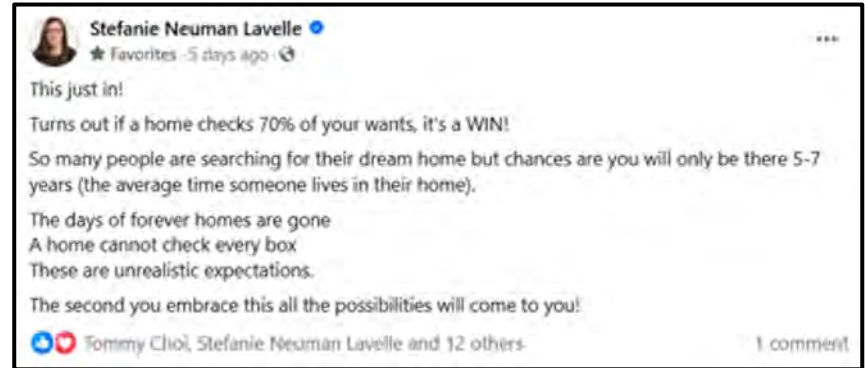 Stefanie Neuman Lavelle
Favorites · 5 days ago ·
This just in!
Turns out if a home checks 70% of your wants, it's a WIN!
So many people are searching for their dream home but chances are you will only be there 5-7
years (the average time someone lives in their home).
The days of forever homes are gone
A home cannot check every box
These are unrealistic expectations.
The second you embrace this all the possibilities will come to you!
Tommy Choi, Stefanie Neuman Lavelle and 12 others
1 comment